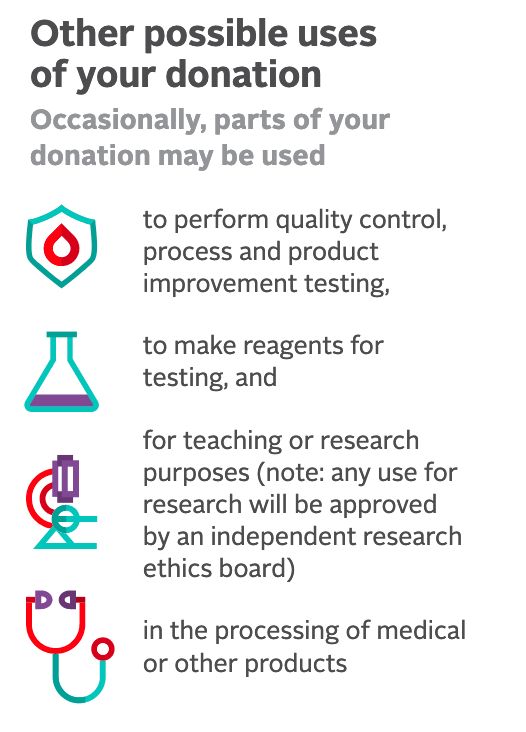 Other possible uses
of your donation
Occasionally, parts of your
donation may be used
to perform quality control,
process and product
improvement testing,
to make reagents for
testing, and
for teaching or research
purposes (note: any use for
research will be approved
by an independent research
ethics board)
in the processing of medical
or other products